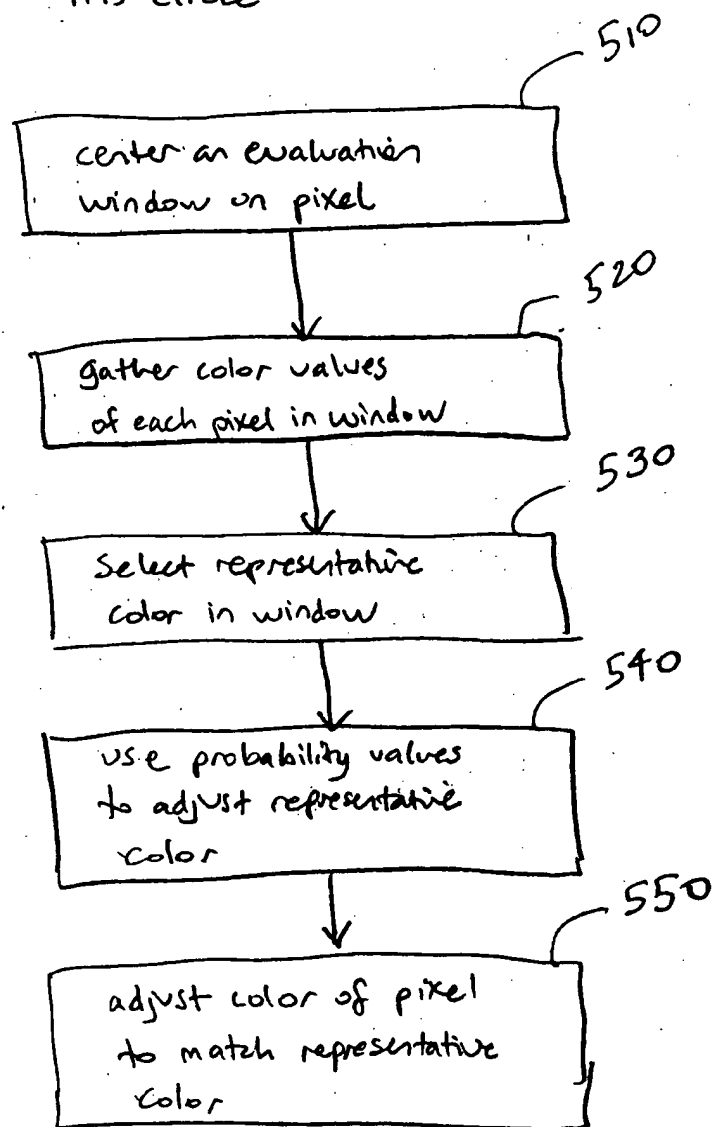 510
center an evaluation
window on pixel
520
gather color values
of each pixel in window
530
Select representative
color in window
540
use probability values
to adjust representative
color
550
adjust color of pixel
to match representative
color